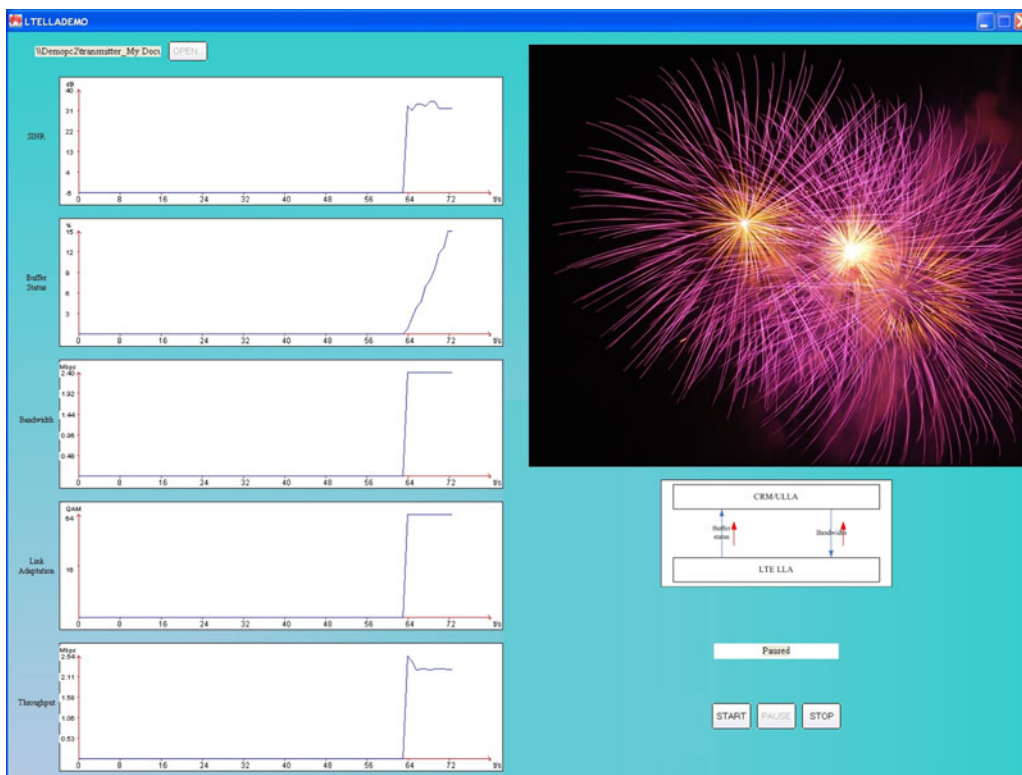 LTELLADEMO
\\Demopc2\transmitter_My Docu
OPEN...
SINR
dB
40
31
22
13
4
-5
0 8 16 24 32 40 48 56 64 72 t/s
Buffer
Status
%
15
12
9
6
3
0 8 16 24 32 40 48 56 64 72 t/s
Bandwidth
Mbps
2.40
1.92
1.44
0.96
0.48
0 8 16 24 32 40 48 56 64 72 t/s
Link
Adaptation
QAM
64
16
0 8 16 24 32 40 48 56 64 72 t/s
Throughput
Mbps
2.64
2.11
1.58
1.06
0.53
0 8 16 24 32 40 48 56 64 72 t/s
CRM/ULLA
Buffer
status
Bandwidth
LTE LLA
Paused
START PAUSE STOP